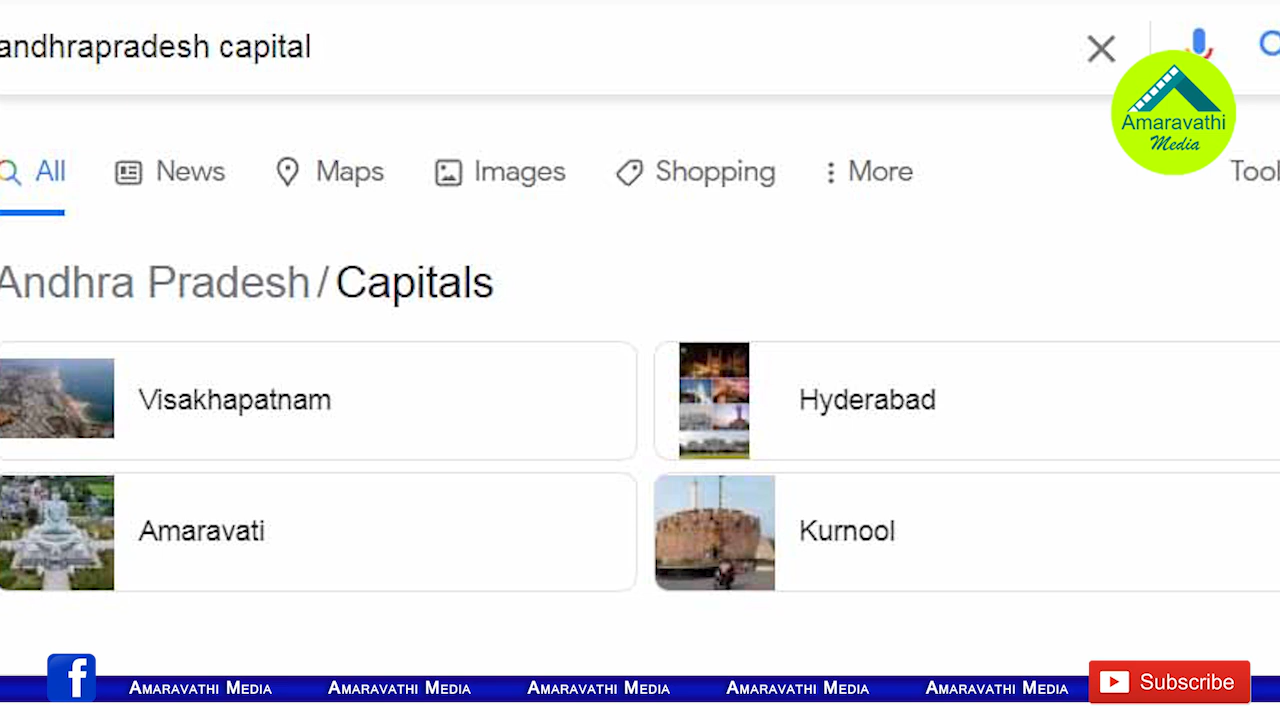 andhrapradesh capital
Amaravathi
Media
All News Maps Images Shopping More Tool
Andhra Pradesh/Capitals
Visakhapatnam Hyderabad
Amaravati Kurnool
f AMARAVATHI MEDIA AMARAVATHI MEDIA AMARAVATHI MEDIA AMARAVATHI MEDIA AMARAVATHI MEDIA Subscribe